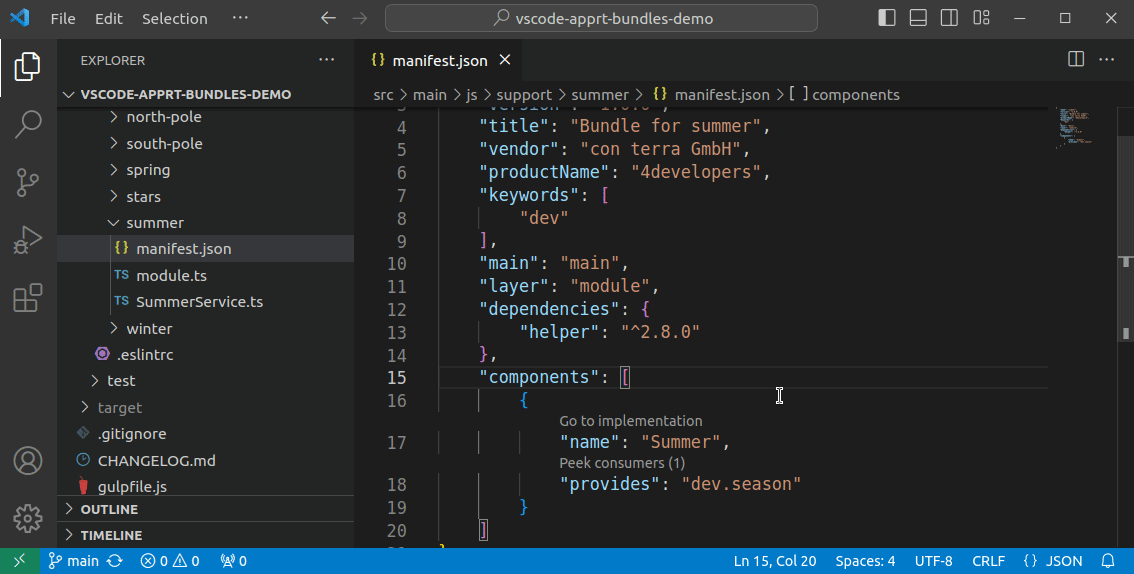 File Edit Selection ··· vscode-apprt-bundles-demo
EXPLORER ···
VSCODE-APPRT-BUNDLES-DEMO
north-pole
south-pole
spring
stars
summer
{} manifest.json
TS module.ts
TS SummerService.ts
winter
.eslintrc
test
target
.gitignore
CHANGELOG.md
gulpfile.js
OUTLINE
TIMELINE
{} manifest.json ···
src > main > js > support > summer > {} manifest.json > [ ] components
4 "title": "Bundle for summer",
5 "vendor": "con terra GmbH",
6 "productName": "4developers",
7 "keywords": [
8 "dev"
9 ],
10 "main": "main",
11 "layer": "module",
12 "dependencies": {
13 "helper": "^2.8.0"
14 },
15 "components": [
16 {
Go to implementation
17 "name": "Summer",
Peek consumers (1)
18 "provides": "dev.season"
19 }
20 ]
main 0 0 0 Ln 15, Col 20 Spaces: 4 UTF-8 CRLF {} JSON